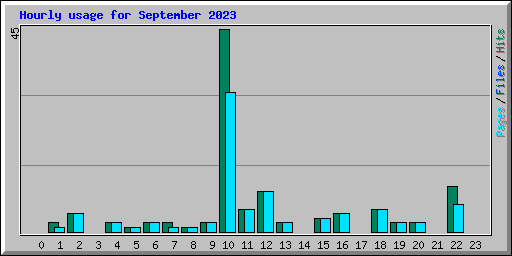 Hourly usage for September 2023
45
Pages/Files/Hits
0 1 2 3 4 5 6 7 8 9 10 11 12 13 14 15 16 17 18 19 20 21 22 23